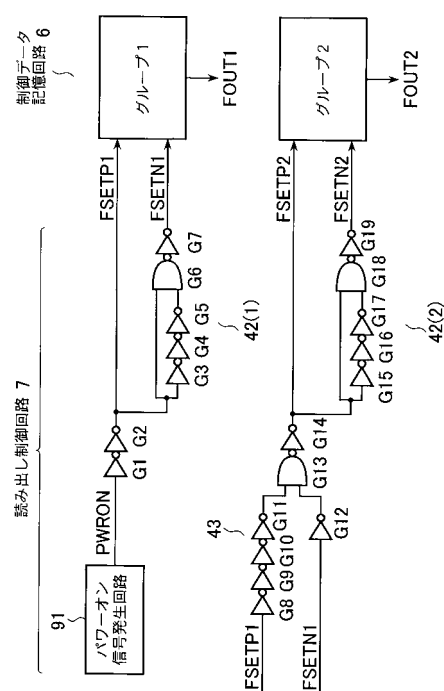 読み出し制御回路 7
制御データ
記憶回路 6
91
パワーオン
信号発生回路
PWRON
G1
G2
FSETP1
G3
G4
G5
G6
G7
FSETN1
42(1)
グループ1
FOUT1
FSETP1
G8
G9
G10
G11
43
FSETN1
G12
G13
G14
FSETP2
G15
G16
G17
G18
G19
FSETN2
42(2)
グループ2
FOUT2